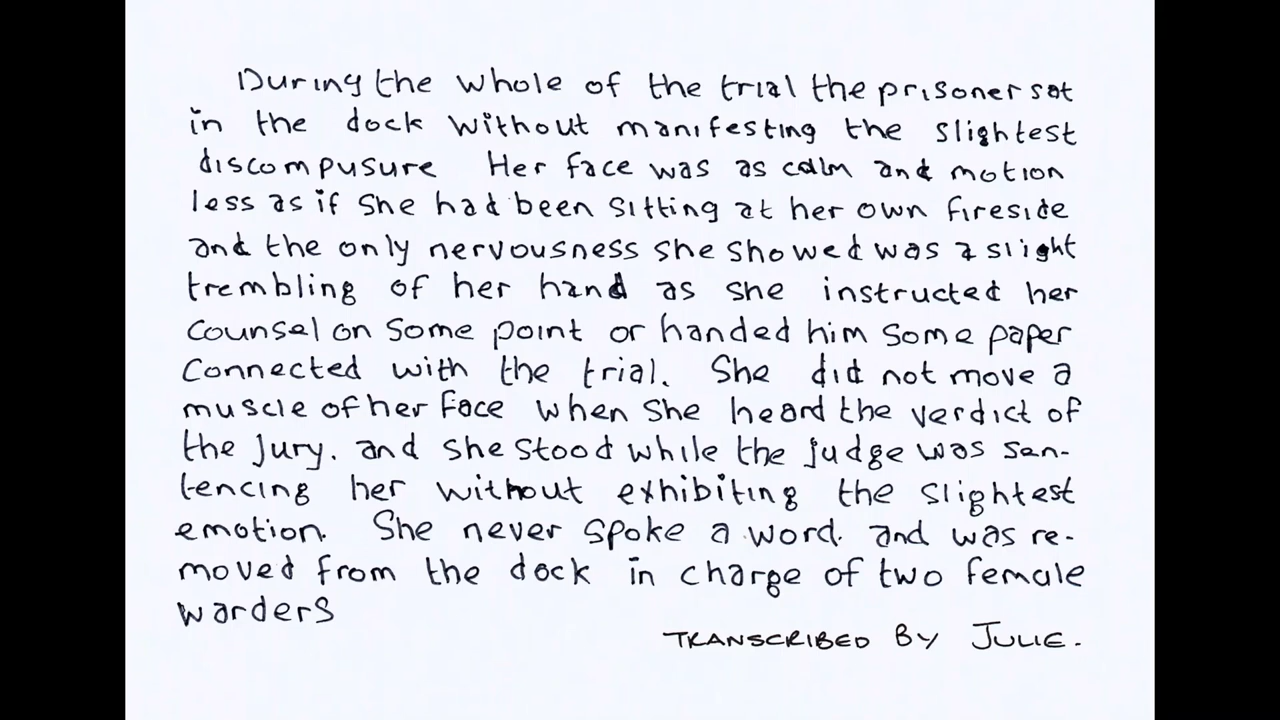 During the whole of the trial the prisoner sat
in the dock without manifesting the slightest
discompusure Her face was as calm and motion
less as if she had been sitting at her own fireside
and the only nervousness she showed was a slight
trembling of her hand as she instructed her
counsel on some point or handed him some paper
connected with the trial. She did not move a
muscle of her face when she heard the verdict of
the jury. and she stood while the judge was sen-
tencing her without exhibiting the slightest
emotion. She never spoke a word. and was re-
moved from the dock in charge of two female
warders
TRANSCRIBED BY JULIE.